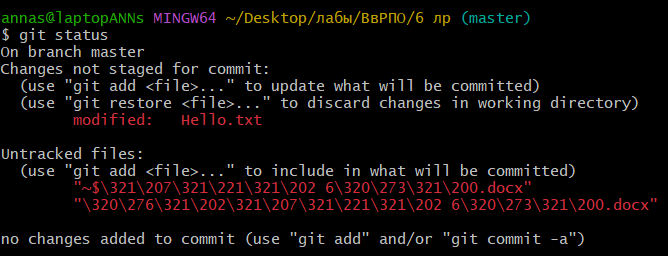 annas@laptopANNs MINGW64 ~/Desktop/лабы/ВвРПО/6 лр (master)
$ git status
On branch master
Changes not staged for commit:
  (use "git add <file>..." to update what will be committed)
  (use "git restore <file>..." to discard changes in working directory)
        modified:   Hello.txt

Untracked files:
  (use "git add <file>..." to include in what will be committed)
        "~$\321\207\321\221\321\202 6\320\273\321\200.docx"
        "\320\276\321\202\321\207\321\221\321\202 6\320\273\321\200.docx"

no changes added to commit (use "git add" and/or "git commit -a")